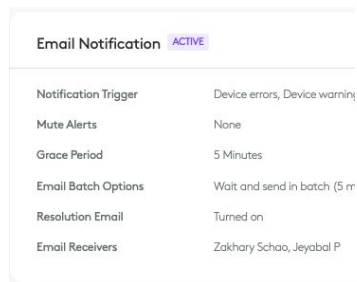 Email Notification ACTIVE
Notification Trigger Device errors, Device warning
Mute Alerts None
Grace Period 5 Minutes
Email Batch Options Wait and send in batch (5 m
Resolution Email Turned on
Email Receivers Zakhary Schao, Jeyabal P